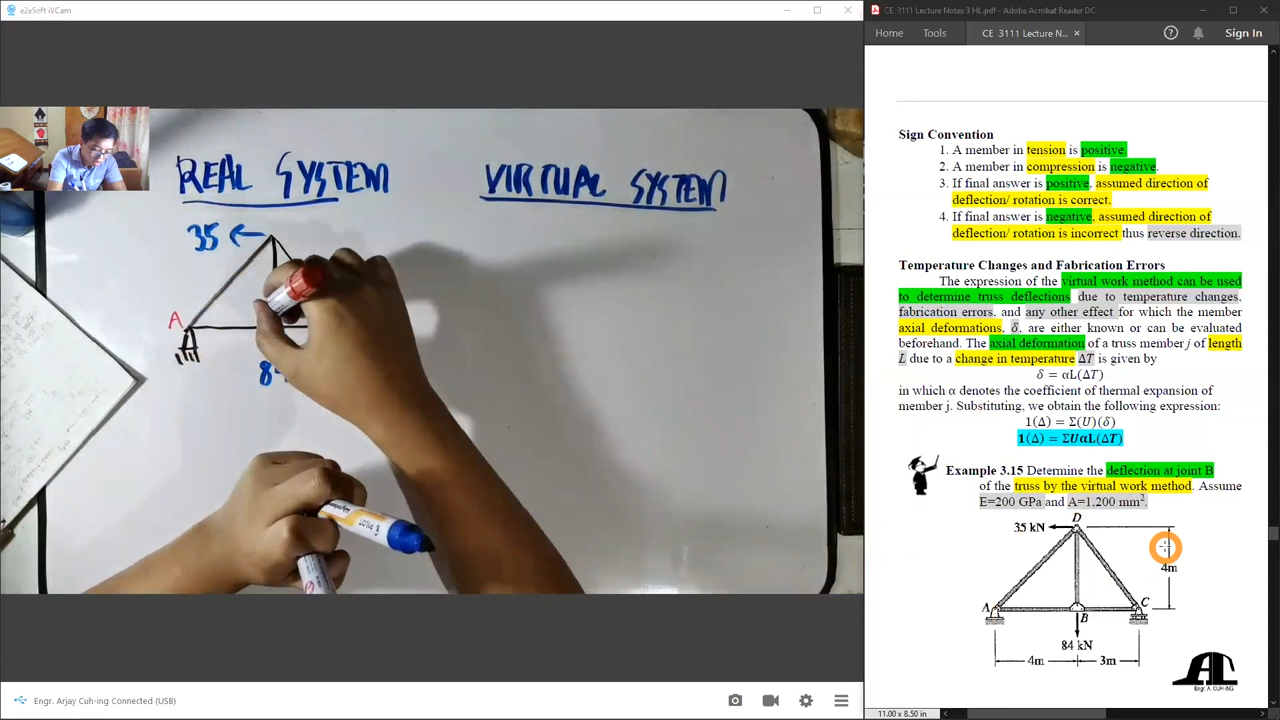 e2eSoft iVCam
REAL SYSTEM
VIRTUAL SYSTEM
35
A
Engr. Arjay Cuh-ing Connected (USB)
CE 3111 Lecture Notes 3 HL.pdf - Adobe Acrobat Reader DC
Home Tools CE 3111 Lecture N... × Sign In
Sign Convention
1. A member in tension is positive.
2. A member in compression is negative.
3. If final answer is positive, assumed direction of
deflection/ rotation is correct.
4. If final answer is negative, assumed direction of
deflection/ rotation is incorrect thus reverse direction.
Temperature Changes and Fabrication Errors
The expression of the virtual work method can be used
to determine truss deflections due to temperature changes,
fabrication errors, and any other effect for which the member
axial deformations, δ, are either known or can be evaluated
beforehand. The axial deformation of a truss member j of length
L due to a change in temperature ΔT is given by
δ = αL(ΔT)
in which α denotes the coefficient of thermal expansion of
member j. Substituting, we obtain the following expression:
1(Δ) = Σ(U)(δ)
1(Δ) = ΣUαL(ΔT)
Example 3.15 Determine the deflection at joint B
of the truss by the virtual work method. Assume
E=200 GPa and A=1,200 mm².
D
35 kN
4m
A
C
B
84 kN
4m 3m
Engr. A. CUH-ING
11.00 x 8.50 in